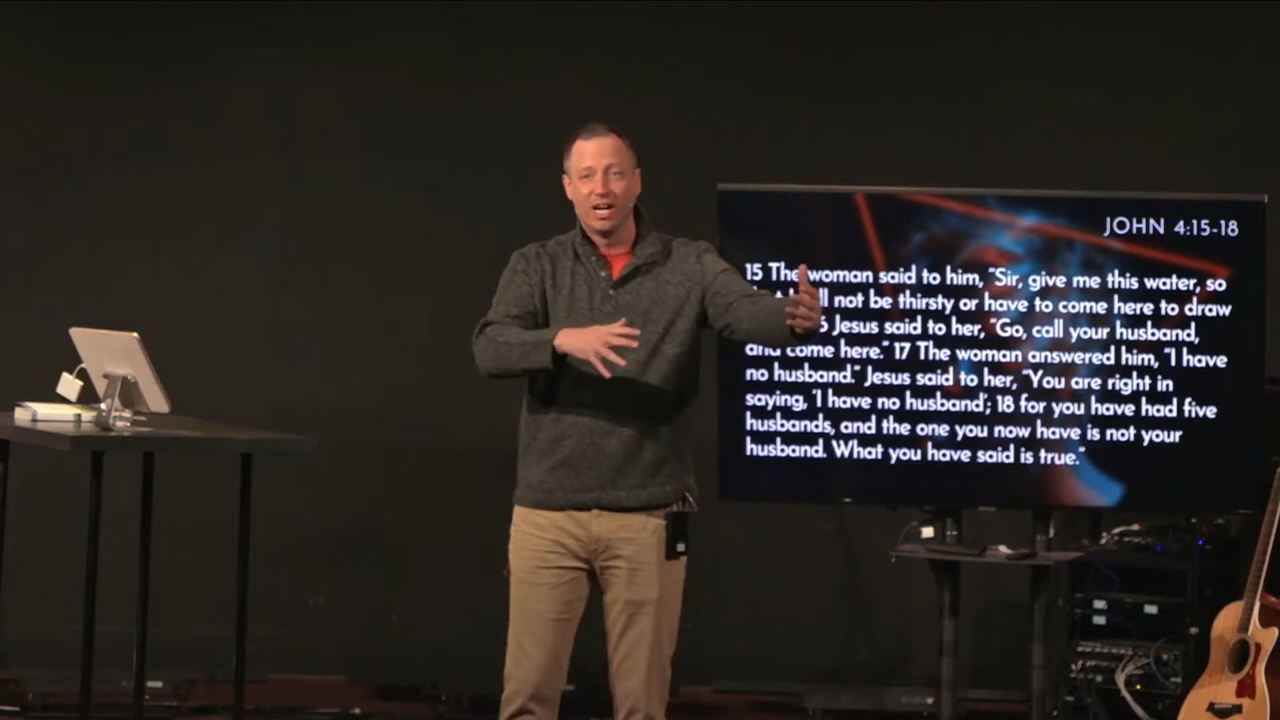 JOHN 4:15-18
15 The woman said to him, "Sir, give me this water, so
not be thirsty or have to come here to draw
Jesus said to her, "Go, call your husband,
and come here." 17 The woman answered him, "I have
no husband." Jesus said to her, "You are right in
saying, 'I have no husband'; 18 for you have had five
husbands, and the one you now have is not your
husband. What you have said is true."